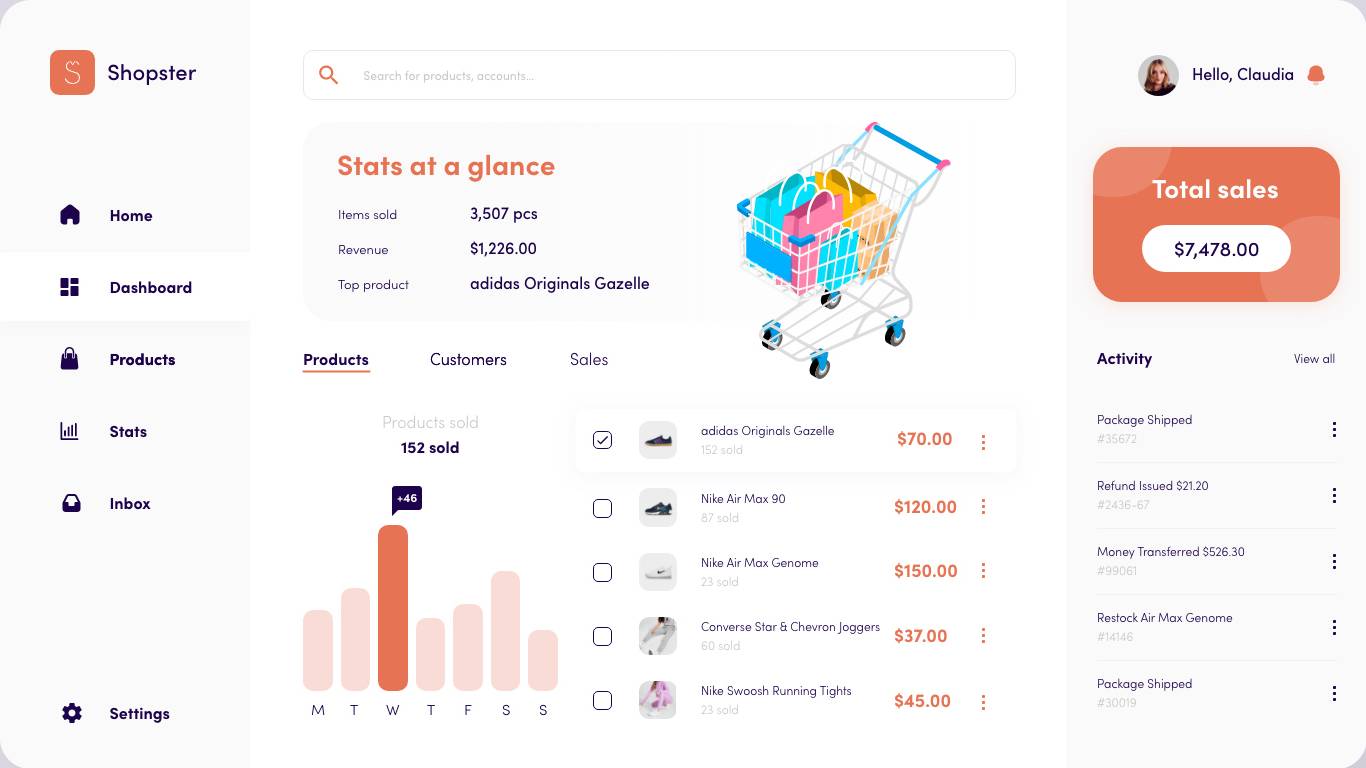 S
Shopster
Home
Dashboard
Products
Stats
Inbox
Settings
Search for products, accounts...
Stats at a glance
Items sold 3,507 pcs
Revenue $1,226.00
Top product adidas Originals Gazelle
Products Customers Sales
Products sold
152 sold
+46
M T W T F S S
adidas Originals Gazelle $70.00
152 sold
Nike Air Max 90 $120.00
87 sold
Nike Air Max Genome $150.00
23 sold
Converse Star & Chevron Joggers $37.00
60 sold
Nike Swoosh Running Tights $45.00
23 sold
Hello, Claudia
Total sales
$7,478.00
Activity View all
Package Shipped
#35672
Refund Issued $21.20
#2436-67
Money Transferred $526.30
#99061
Restock Air Max Genome
#14146
Package Shipped
#30019